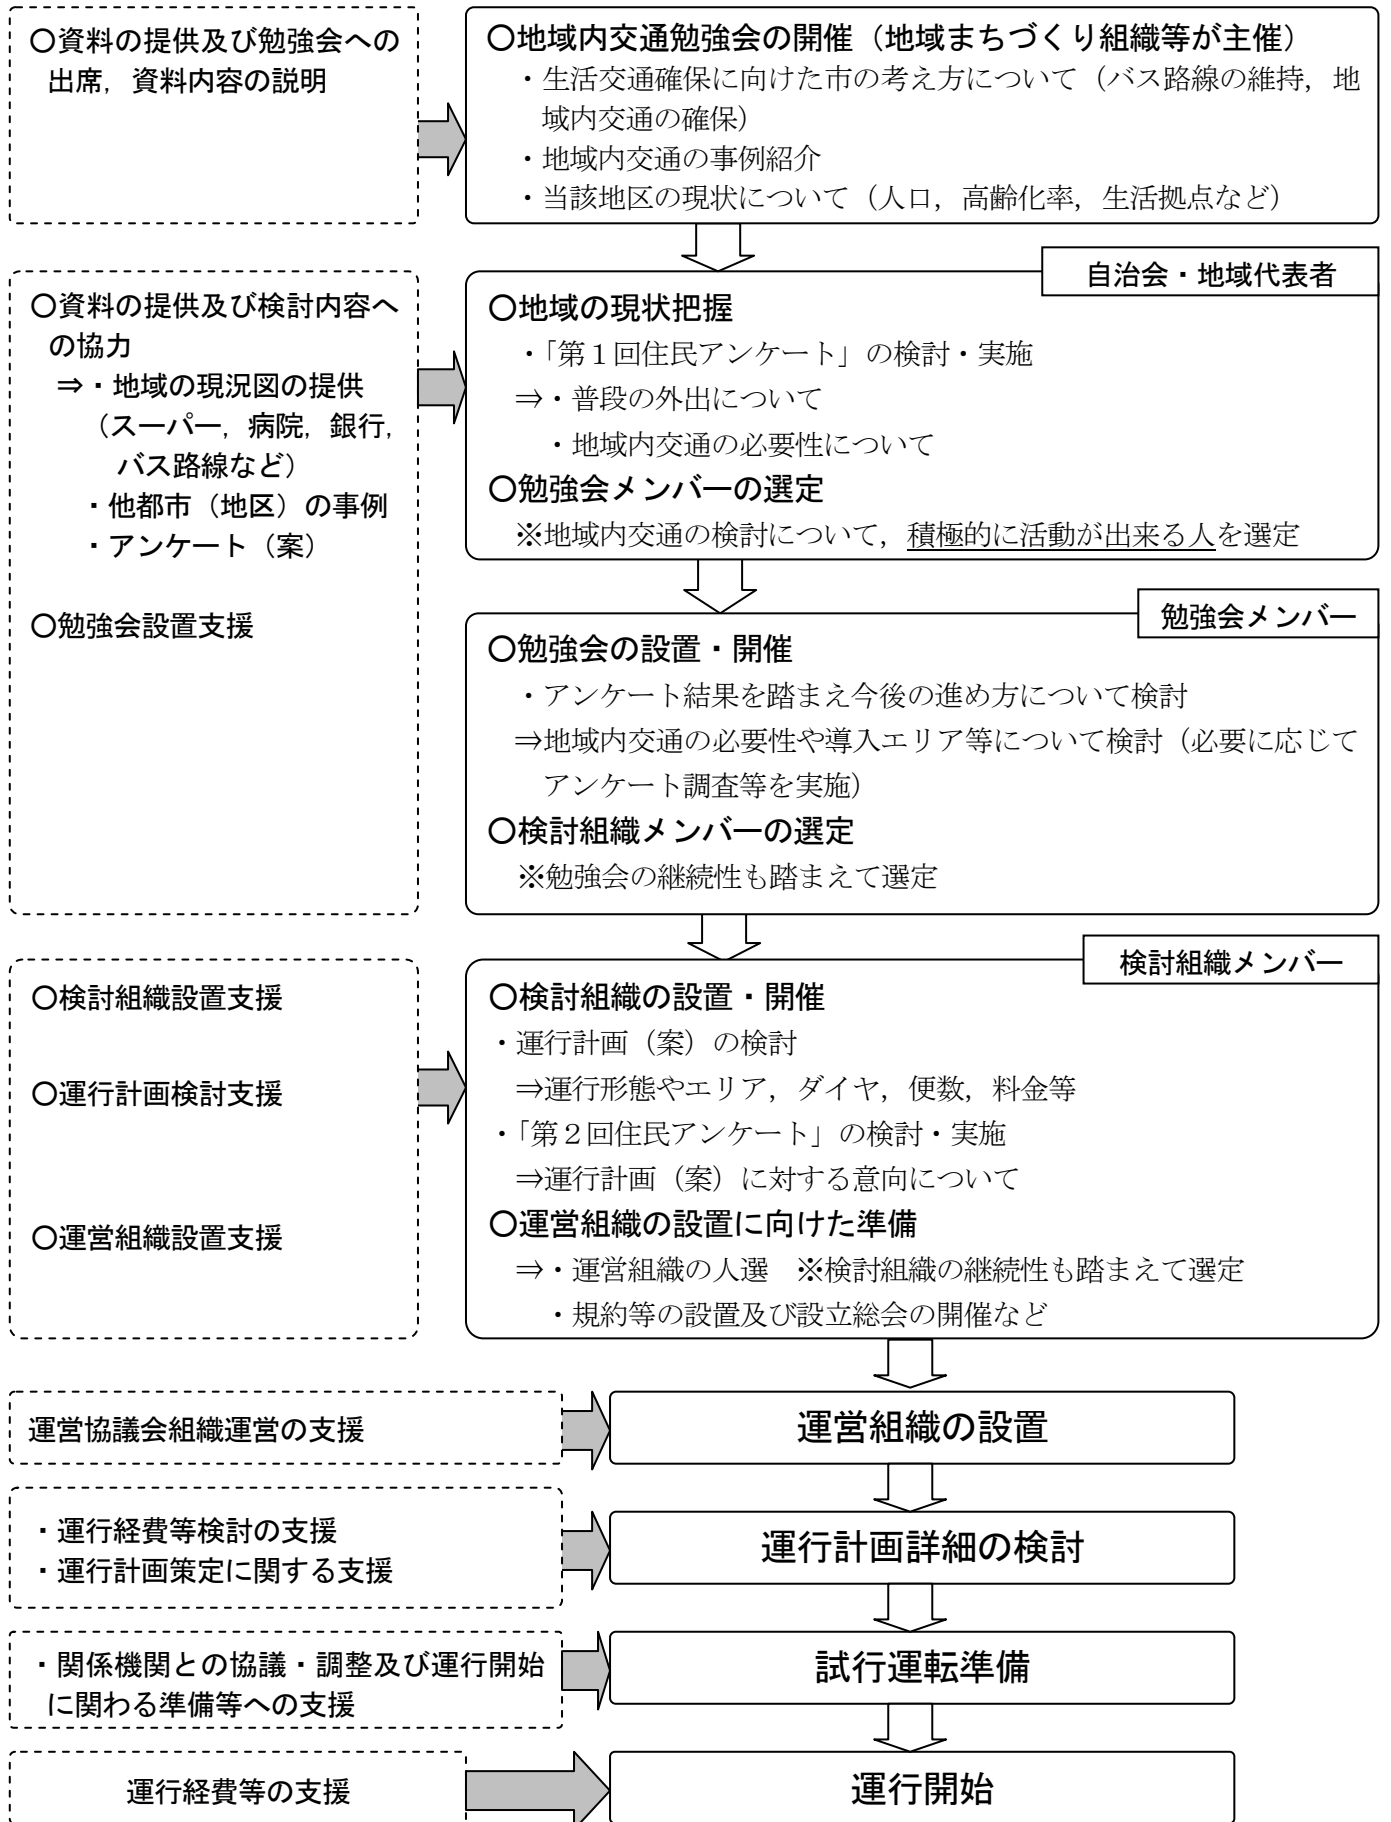 〇資料の提供及び勉強会への
出席，資料内容の説明
〇地域内交通勉強会の開催（地域まちづくり組織等が主催）
・生活交通確保に向けた市の考え方について（バス路線の維持，地
域内交通の確保）
・地域内交通の事例紹介
・当該地区の現状について（人口，高齢化率，生活拠点など）
〇資料の提供及び検討内容へ
の協力
⇒・地域の現況図の提供
（スーパー，病院，銀行，
バス路線など）
・他都市（地区）の事例
・アンケート（案）
〇勉強会設置支援
自治会・地域代表者
〇地域の現状把握
・「第１回住民アンケート」の検討・実施
⇒・普段の外出について
・地域内交通の必要性について
〇勉強会メンバーの選定
※地域内交通の検討について，積極的に活動が出来る人を選定
勉強会メンバー
〇勉強会の設置・開催
・アンケート結果を踏まえ今後の進め方について検討
⇒地域内交通の必要性や導入エリア等について検討（必要に応じて
アンケート調査等を実施）
〇検討組織メンバーの選定
※勉強会の継続性も踏まえて選定
〇検討組織設置支援
〇運行計画検討支援
〇運営組織設置支援
検討組織メンバー
〇検討組織の設置・開催
・運行計画（案）の検討
⇒運行形態やエリア，ダイヤ，便数，料金等
・「第２回住民アンケート」の検討・実施
⇒運行計画（案）に対する意向について
〇運営組織の設置に向けた準備
⇒・運営組織の人選　※検討組織の継続性も踏まえて選定
・規約等の設置及び設立総会の開催など
運営協議会組織運営の支援
運営組織の設置
・運行経費等検討の支援
・運行計画策定に関する支援
運行計画詳細の検討
・関係機関との協議・調整及び運行開始
に関わる準備等への支援
試行運転準備
運行経費等の支援
運行開始